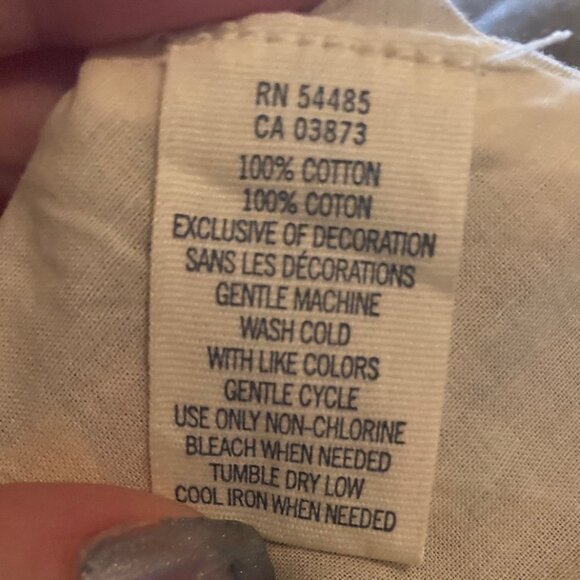 RN 54485
CA 03873
100% COTTON
100% COTON
EXCLUSIVE OF DECORATION
SANS LES DÉCORATIONS
GENTLE MACHINE
WASH COLD
WITH LIKE COLORS
GENTLE CYCLE
USE ONLY NON-CHLORINE
BLEACH WHEN NEEDED
TUMBLE DRY LOW
COOL IRON WHEN NEEDED